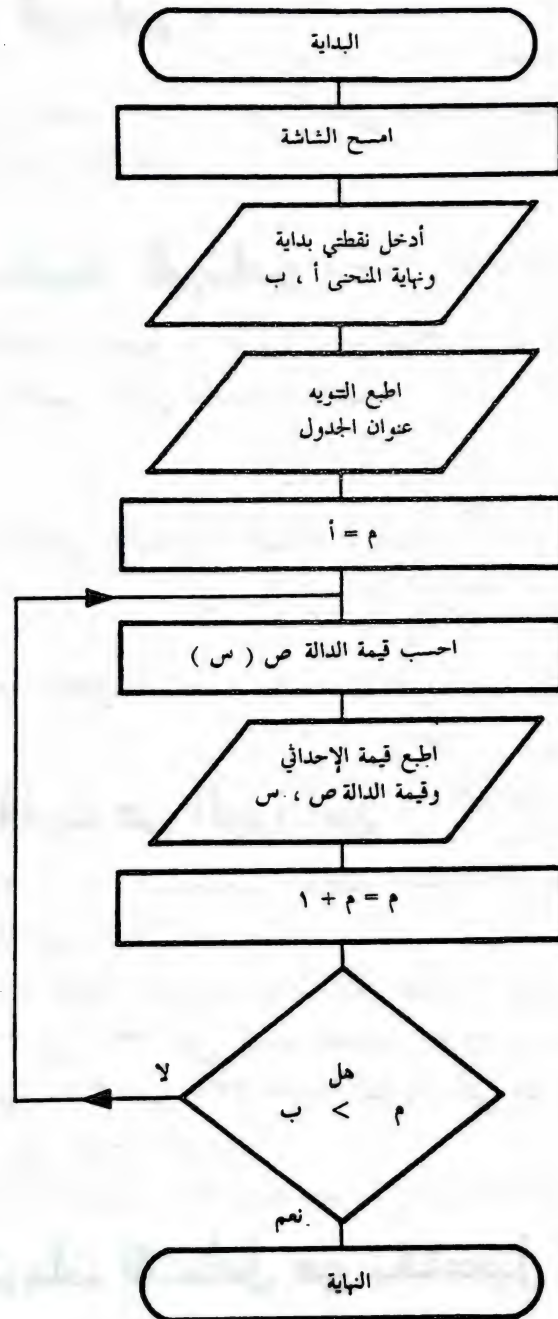 البداية
امسح الشاشة
أدخل نقطتي بداية
ونهاية المنحنى أ ، ب
اطبع التنويه
عنوان الجدول
م = أ
احسب قيمة الدالة ص ( س )
اطبع قيمة الإحداثي
وقيمة الدالة ص ، س
م = م + ١
هل
م > ب
لا
نعم
النهاية